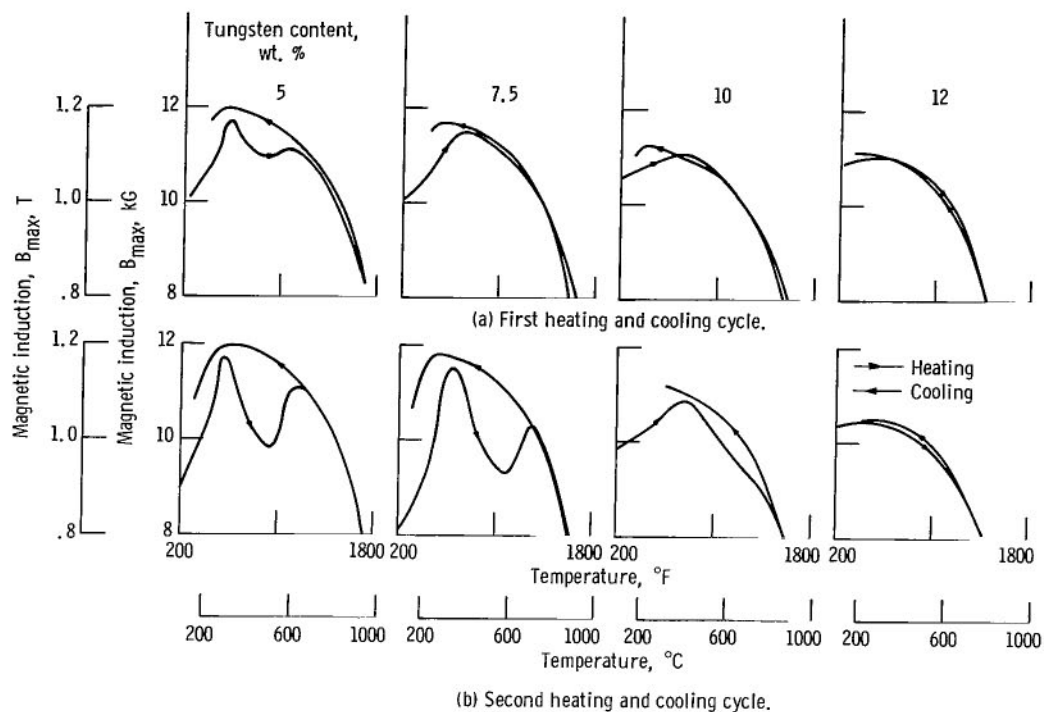 Tungsten content,
wt. %
5
7.5
10
12
1.2
1.0
.8
12
10
8
Magnetic induction, Bmax, T
Magnetic induction, Bmax, kG
(a) First heating and cooling cycle.
1.2
1.0
.8
12
10
8
Heating
Cooling
200 1800 200 1800 200 1800 200 1800
Temperature, °F
200 600 1000 200 600 1000 200 600 1000 200 600 1000
Temperature, °C
(b) Second heating and cooling cycle.